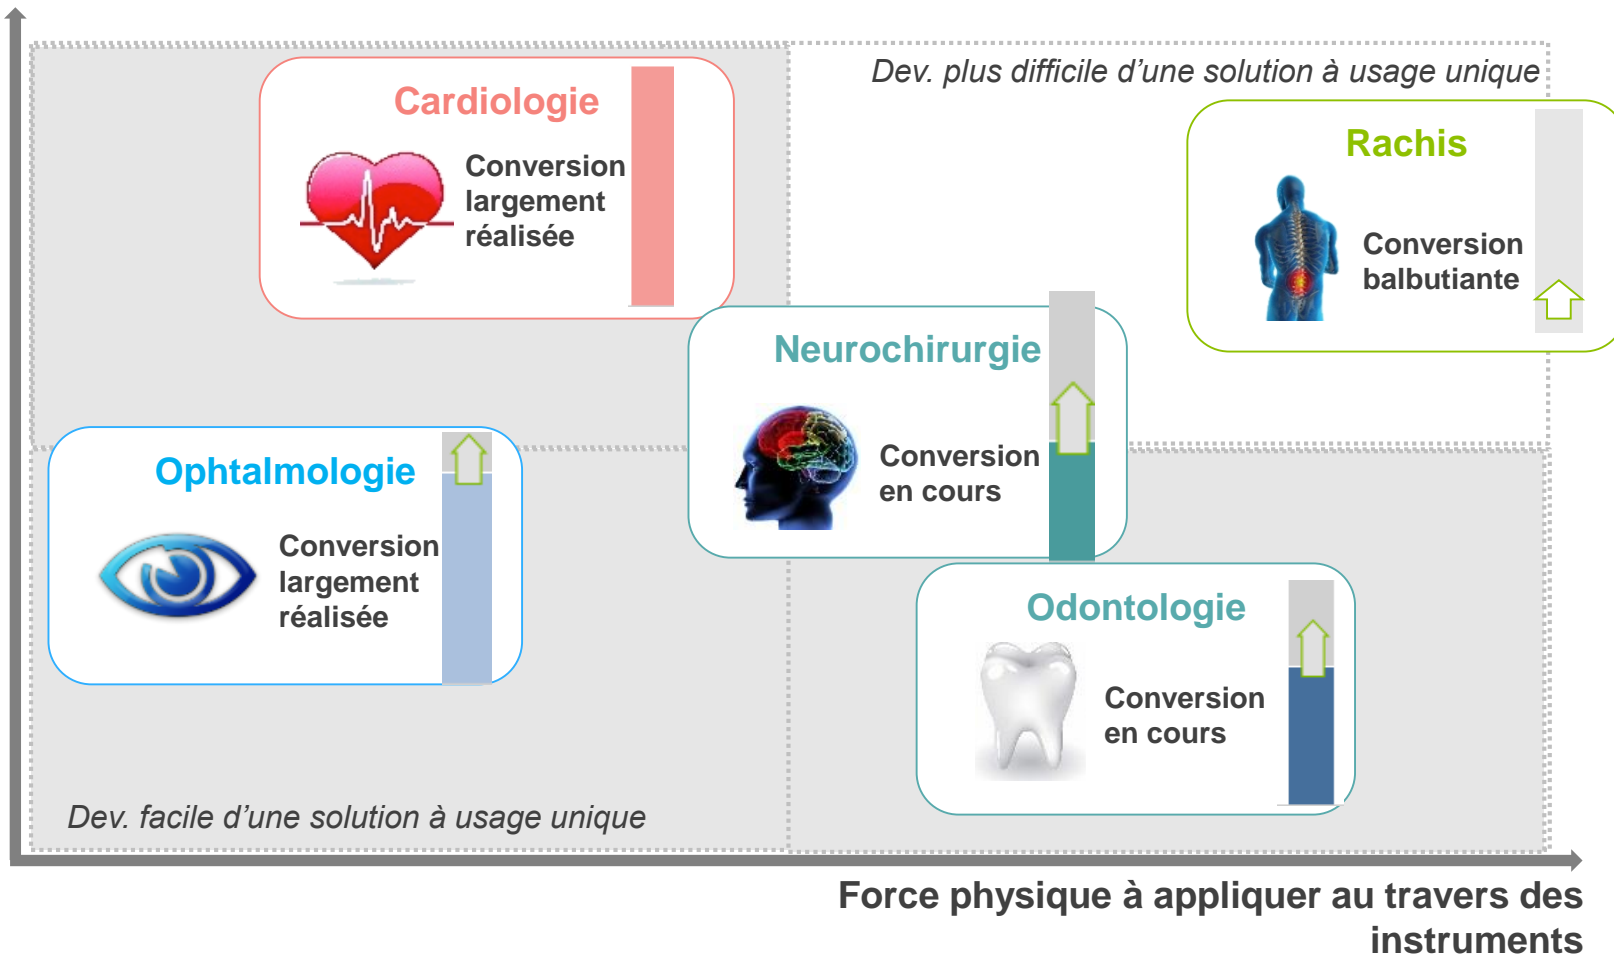 Dev. plus difficile d’une solution à usage unique
Cardiologie
Conversion
largement
réalisée
Rachis
Conversion
balbutiante
Neurochirurgie
Conversion
en cours
Ophtalmologie
Conversion
largement
réalisée
Odontologie
Conversion
en cours
Dev. facile d’une solution à usage unique
Force physique à appliquer au travers des
instruments